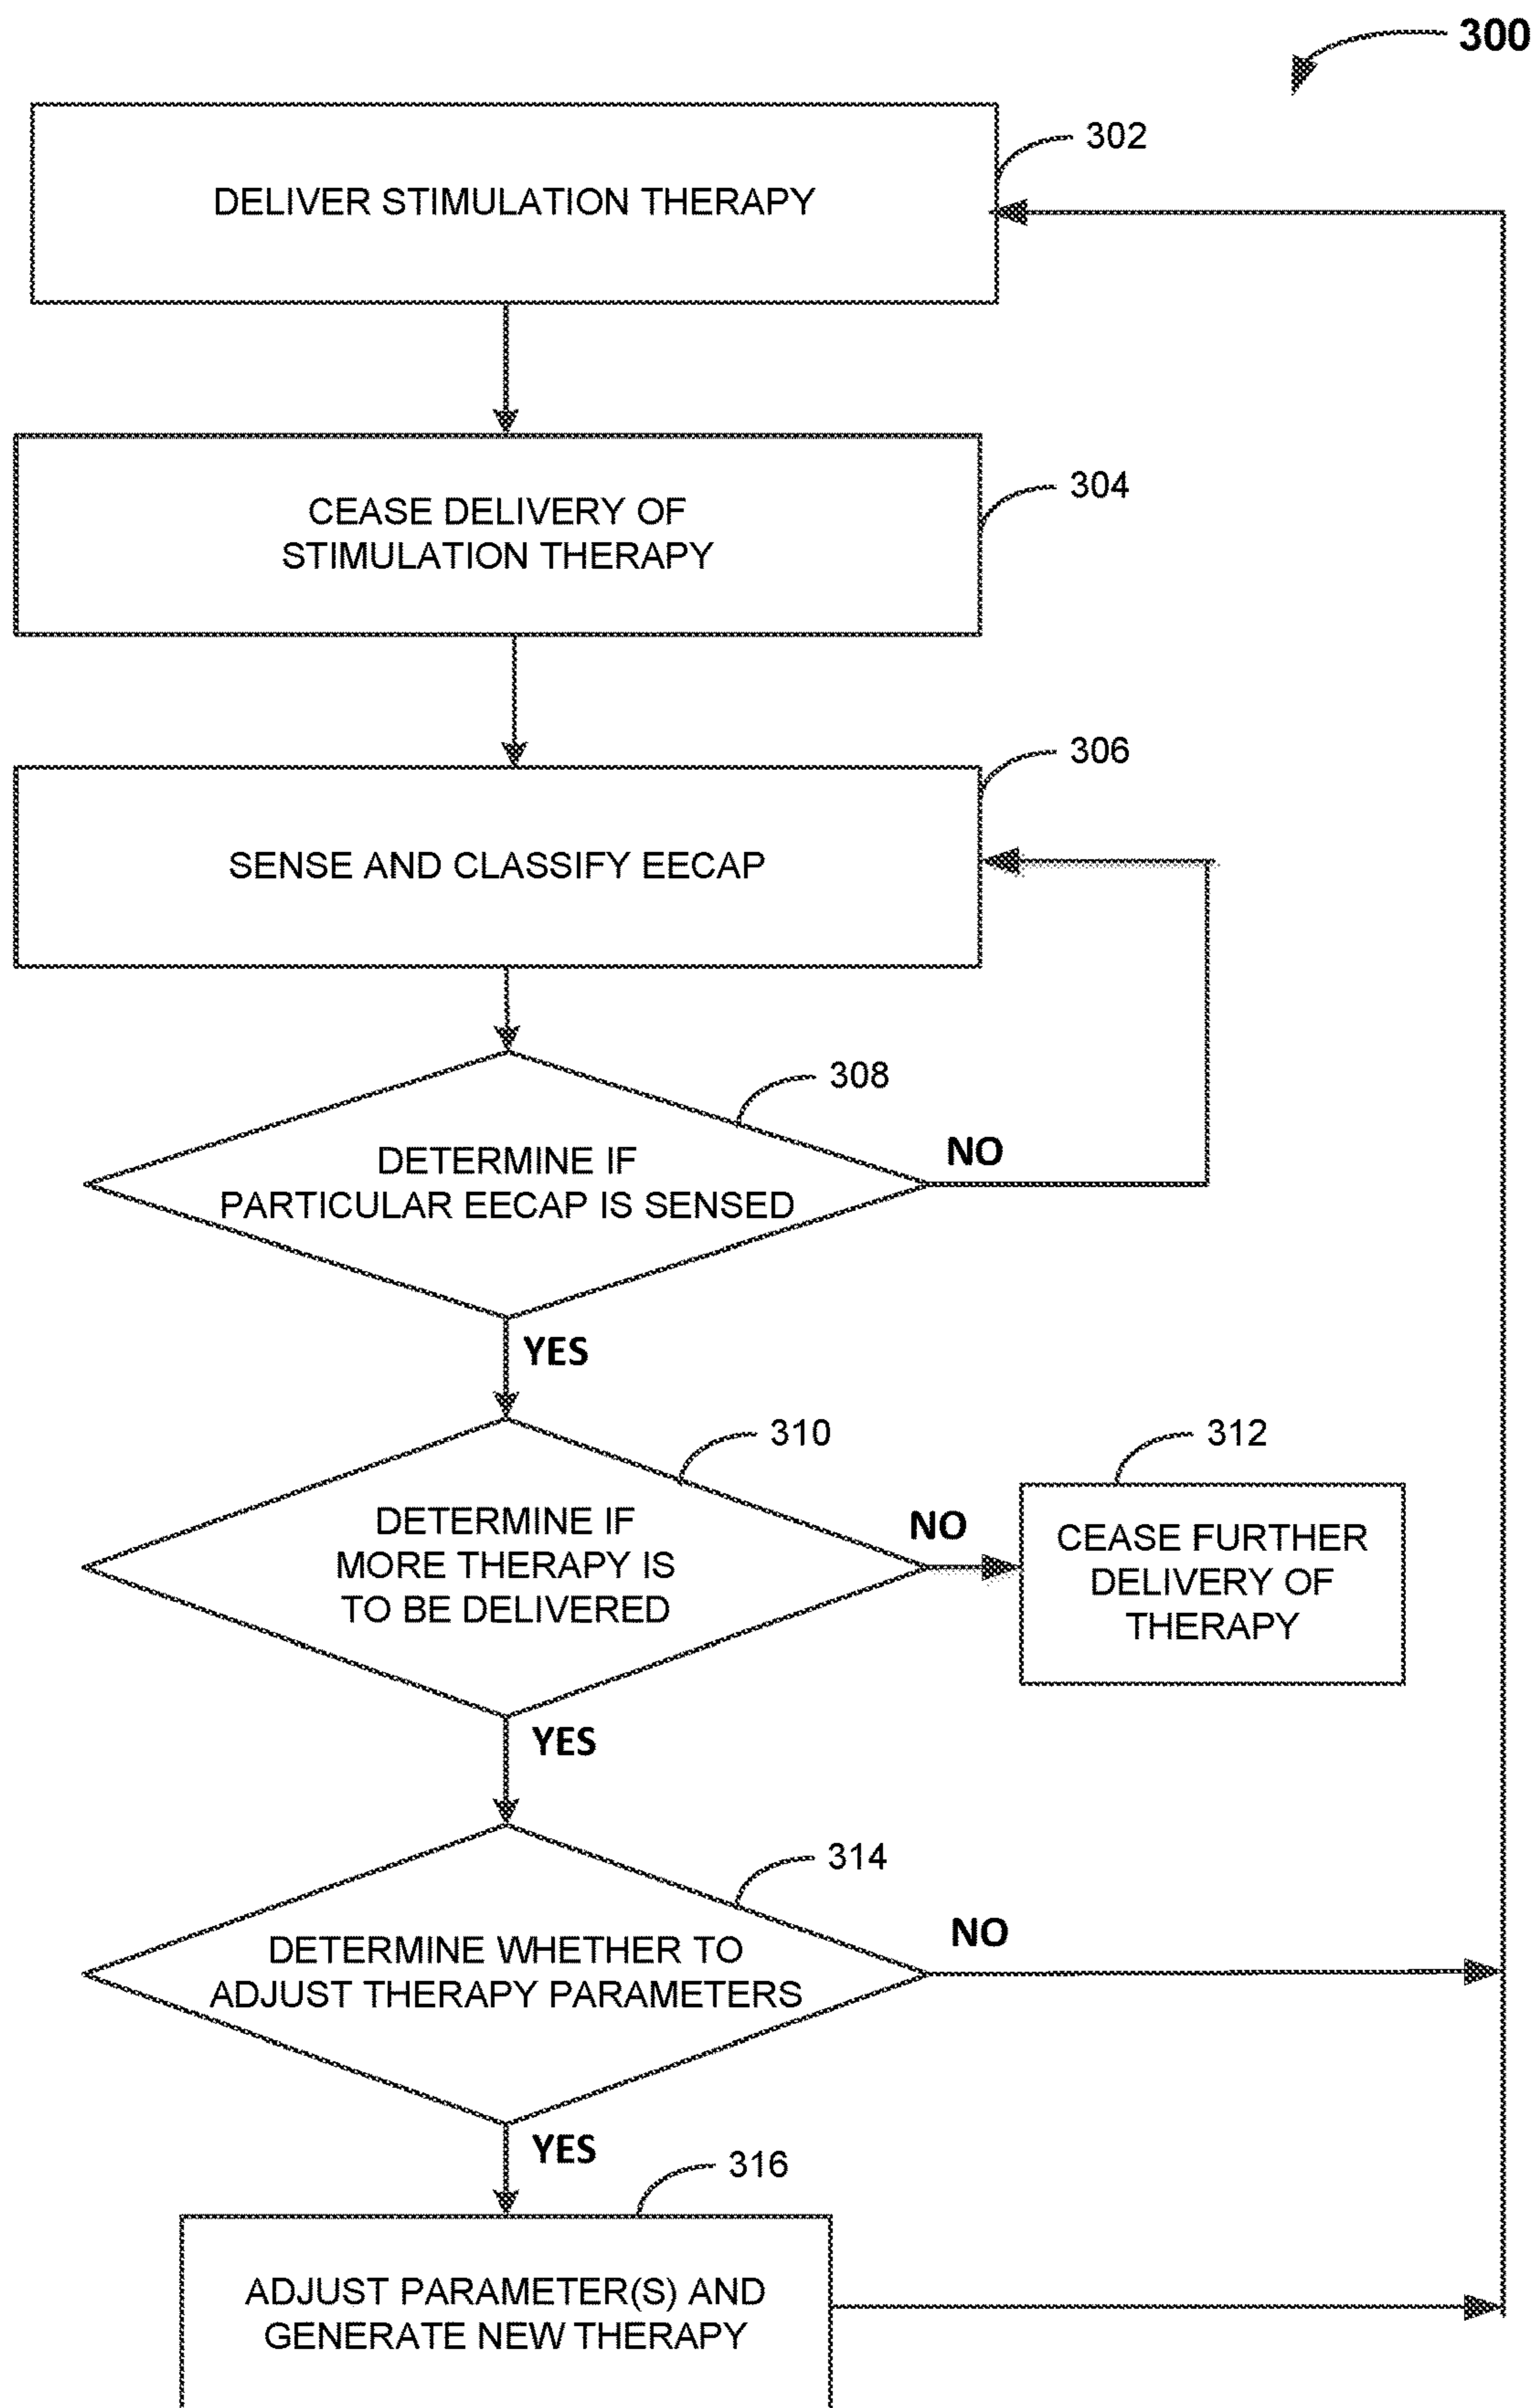 300
302
DELIVER STIMULATION THERAPY
304
CEASE DELIVERY OF
STIMULATION THERAPY
306
SENSE AND CLASSIFY EECAP
308
DETERMINE IF
PARTICULAR EECAP IS SENSED
NO
YES
310
DETERMINE IF
MORE THERAPY IS
TO BE DELIVERED
NO
312
CEASE FURTHER
DELIVERY OF
THERAPY
YES
314
DETERMINE WHETHER TO
ADJUST THERAPY PARAMETERS
NO
YES
316
ADJUST PARAMETER(S) AND
GENERATE NEW THERAPY